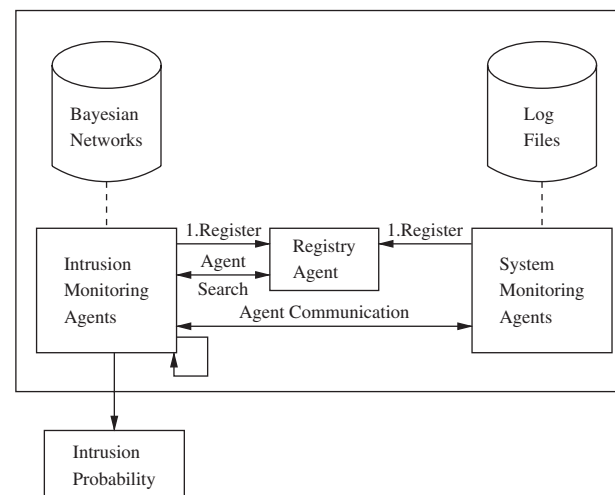 Bayesian
Networks
Log
Files
1.Register
1.Register
Registry
Agent
Intrusion
Monitoring
Agents
Agent
Search
System
Monitoring
Agents
Agent Communication
Intrusion
Probability